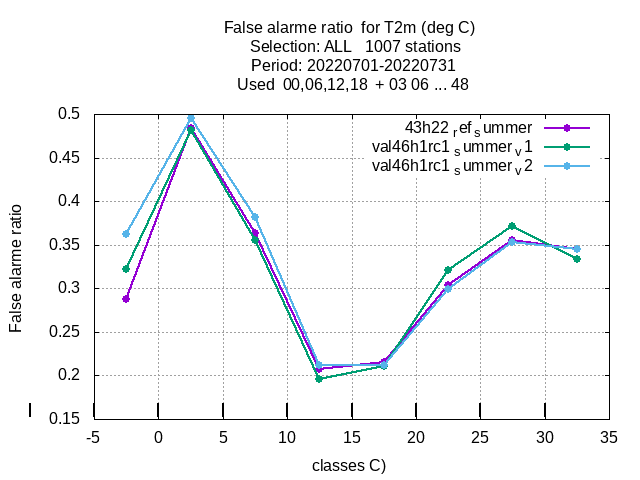 False alarme ratio  for T2m (deg C)
Selection: ALL   1007 stations
Period: 20220701-20220731
Used  00,06,12,18  + 03 06 ... 48
43h22 ref summer
val46h1rc1 summer v1
val46h1rc1 summer v2
0.5
0.45
0.4
0.35
0.3
0.25
0.2
0.15
False alarme ratio
-5 0 5 10 15 20 25 30 35
classes C)